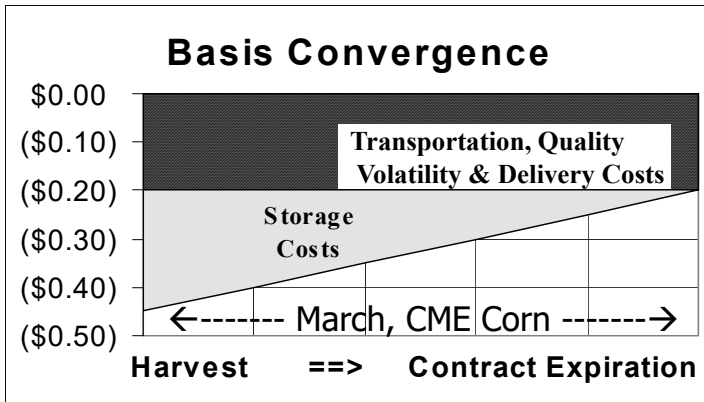 Basis Convergence
$0.00
($0.10)
($0.20)
($0.30)
($0.40)
($0.50)
Transportation, Quality
Volatility & Delivery Costs
Storage
Costs
←------- March, CME Corn -------→
Harvest ==> Contract Expiration